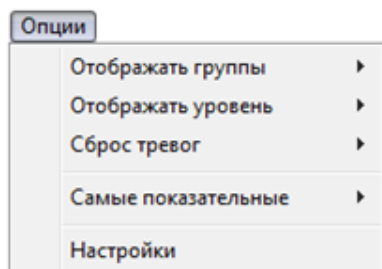 Опции
Отображать группы
Отображать уровень
Сброс тревог
Самые показательные
Настройки